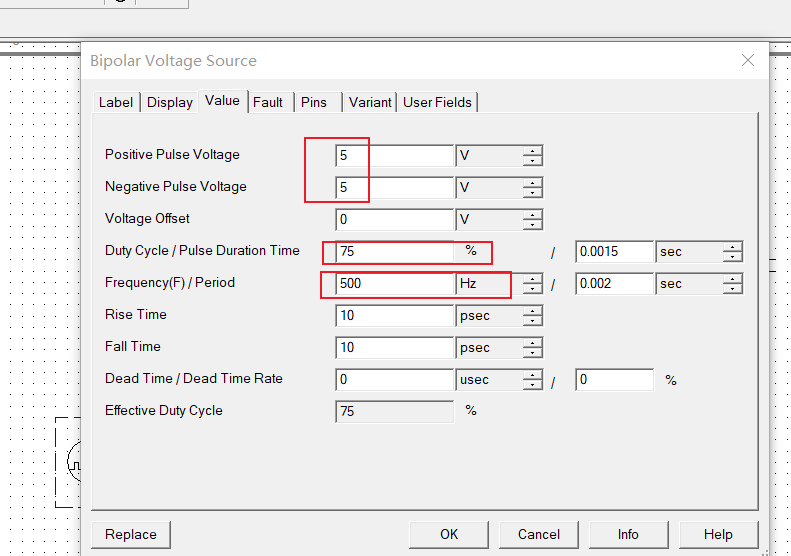 Bipolar Voltage Source
Label Display Value Fault Pins Variant User Fields
Positive Pulse Voltage 5 V
Negative Pulse Voltage 5 V
Voltage Offset 0 V
Duty Cycle / Pulse Duration Time 75 % / 0.0015 sec
Frequency(F) / Period 500 Hz / 0.002 sec
Rise Time 10 psec
Fall Time 10 psec
Dead Time / Dead Time Rate 0 usec / 0 %
Effective Duty Cycle 75 %
Replace OK Cancel Info Help